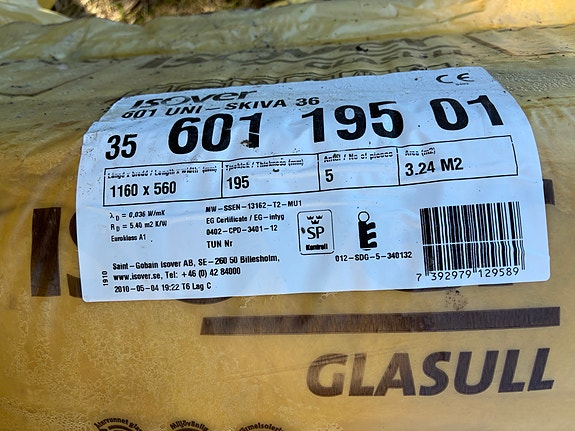 isover
601 UNI - SKIVA 36
CE
35 601 195 01
Längd x bredd / Length x Width (mm)
1160 x 560
Tjocklek / Thickness (mm)
195
Antal / No of pieces
5
Area (m2)
3.24 M2
λD = 0,036 W/mK
RD = 5.40 m2 K/W
Euroklass A1
MW-SSEN-13162-T2-MU1
EG Certificate / EG-intyg
0402-CPD-3401-12
TUN Nr
SP
Kontroll
012-SDG-5-340132
7 392979 129589
1910
Saint-Gobain Isover AB, SE-260 50 Billesholm,
www.isover.se, Tel: +46 (0) 42 84000
2010-05-04 19:22 T6 Lag C
GLASULL
Miljövänlig